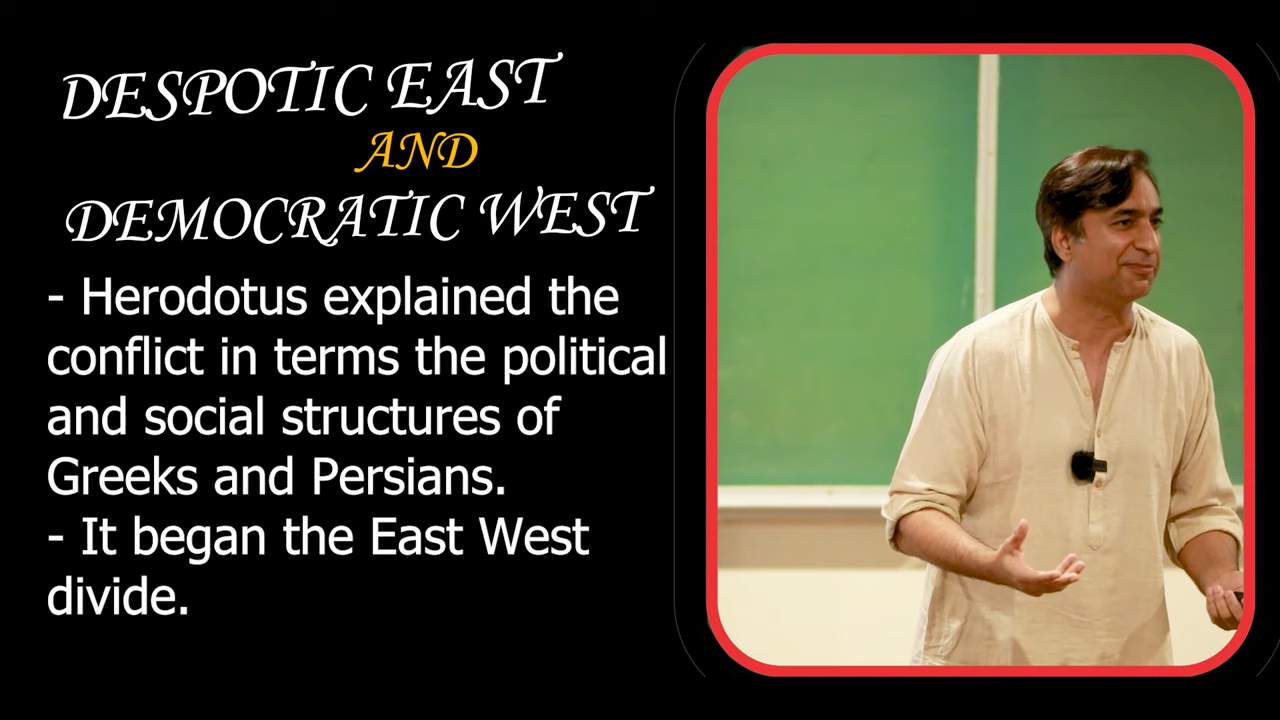 DESPOTIC EAST
AND
DEMOCRATIC WEST
- Herodotus explained the
conflict in terms the political
and social structures of
Greeks and Persians.
- It began the East West
divide.